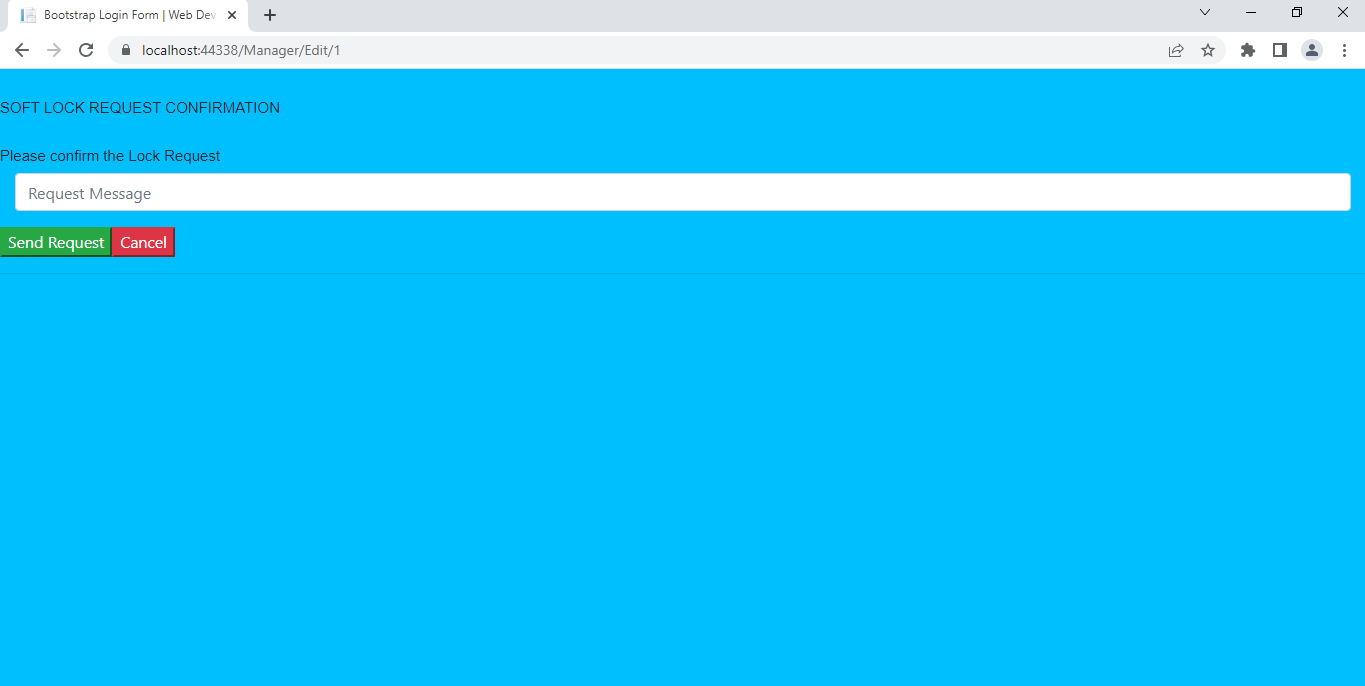 Bootstrap Login Form | Web Dev
localhost:44338/Manager/Edit/1
SOFT LOCK REQUEST CONFIRMATION
Please confirm the Lock Request
Request Message
Send Request Cancel